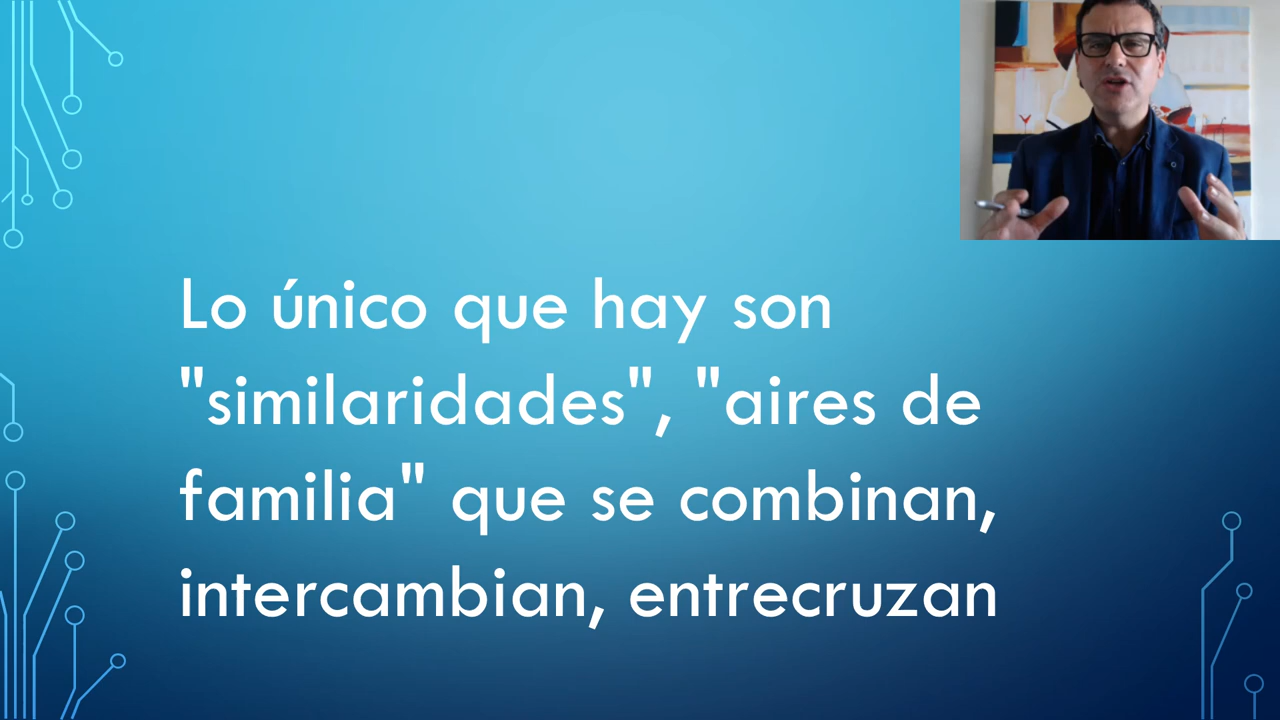 Lo único que hay son
"similaridades", "aires de
familia" que se combinan,
intercambian, entrecruzan